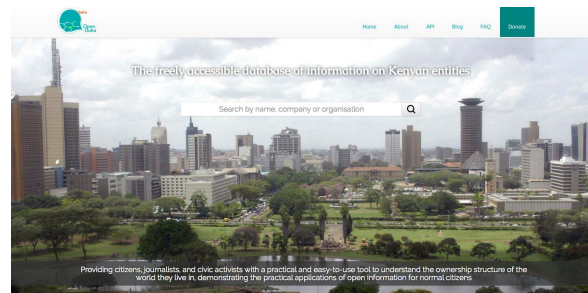 Data
Open
Data
Home About API Blog FAQ Donate
The freely accessible database of information on Kenyan entities
Search by name, company or organisation
Providing citizens, journalists, and civic activists with a practical and easy-to-use tool to understand the ownership structure of the
world they live in, demonstrating the practical applications of open information for normal citizens